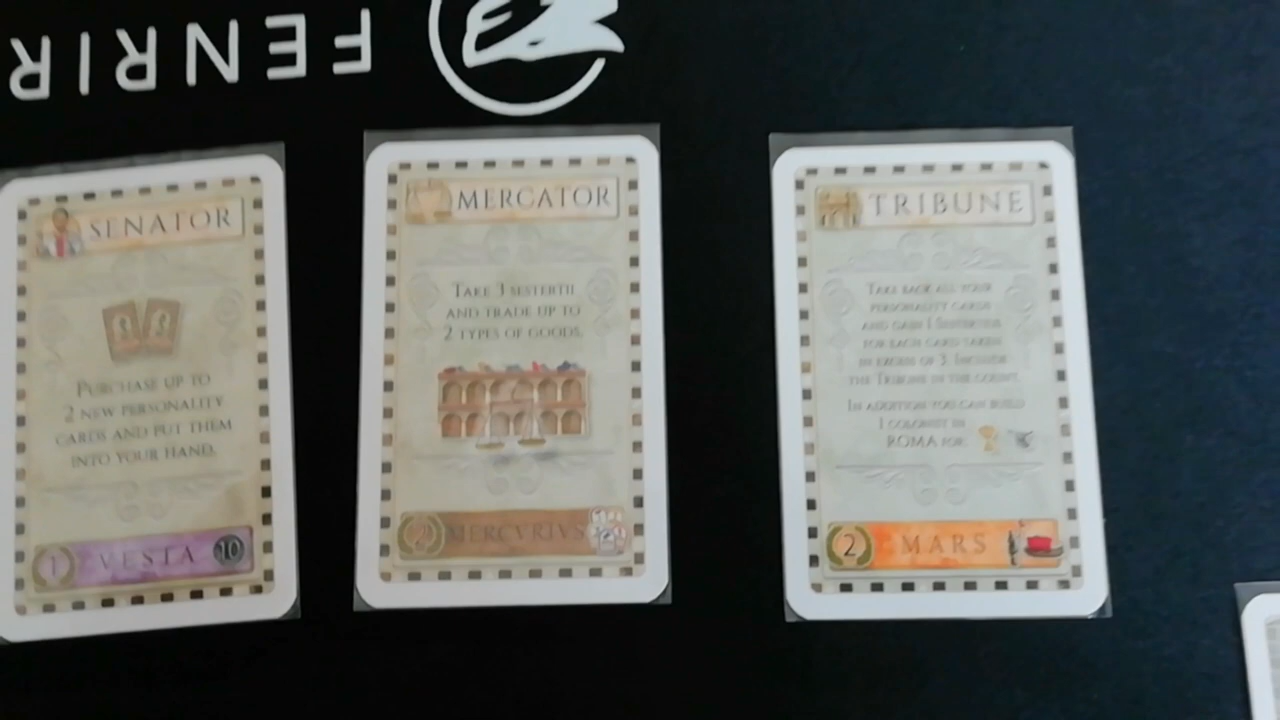 FENRIR
SENATOR
PURCHASE UP TO
2 NEW PERSONALITY
CARDS AND PUT THEM
INTO YOUR HAND.
1 VESTA 10
MERCATOR
TAKE 3 SESTERTII
AND TRADE UP TO
2 TYPES OF GOODS.
2 MERCVRIVS
TRIBUNE
TAKE BACK ALL YOUR
PERSONALITY CARDS
AND GAIN 1 SESTERTIUS
FOR EACH CARD TAKEN
IN EXCESS OF 3. INCLUDE
THE TRIBUNE IN THE COUNT.
IN ADDITION YOU CAN BUILD
1 COLONIST IN
ROMA FOR
2 MARS